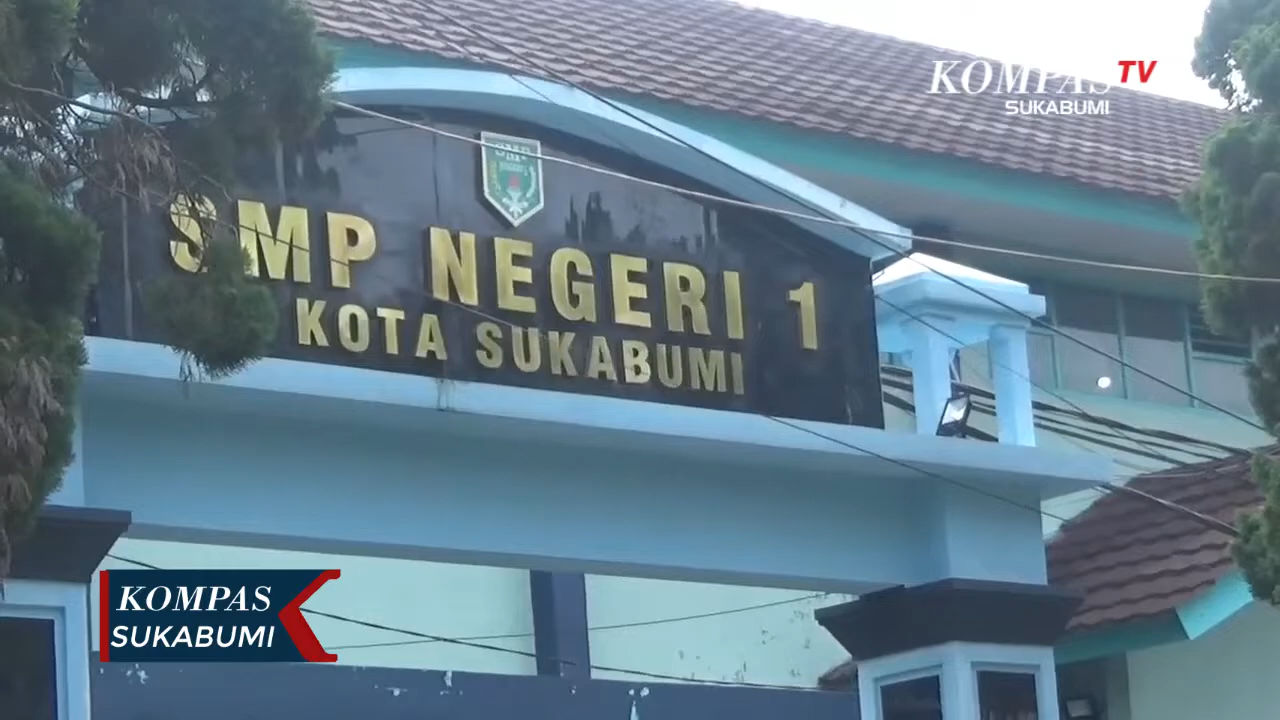 KOMPAS TV
SUKABUMI
SMP NEGERI 1
KOTA SUKABUMI
KOMPAS
SUKABUMI